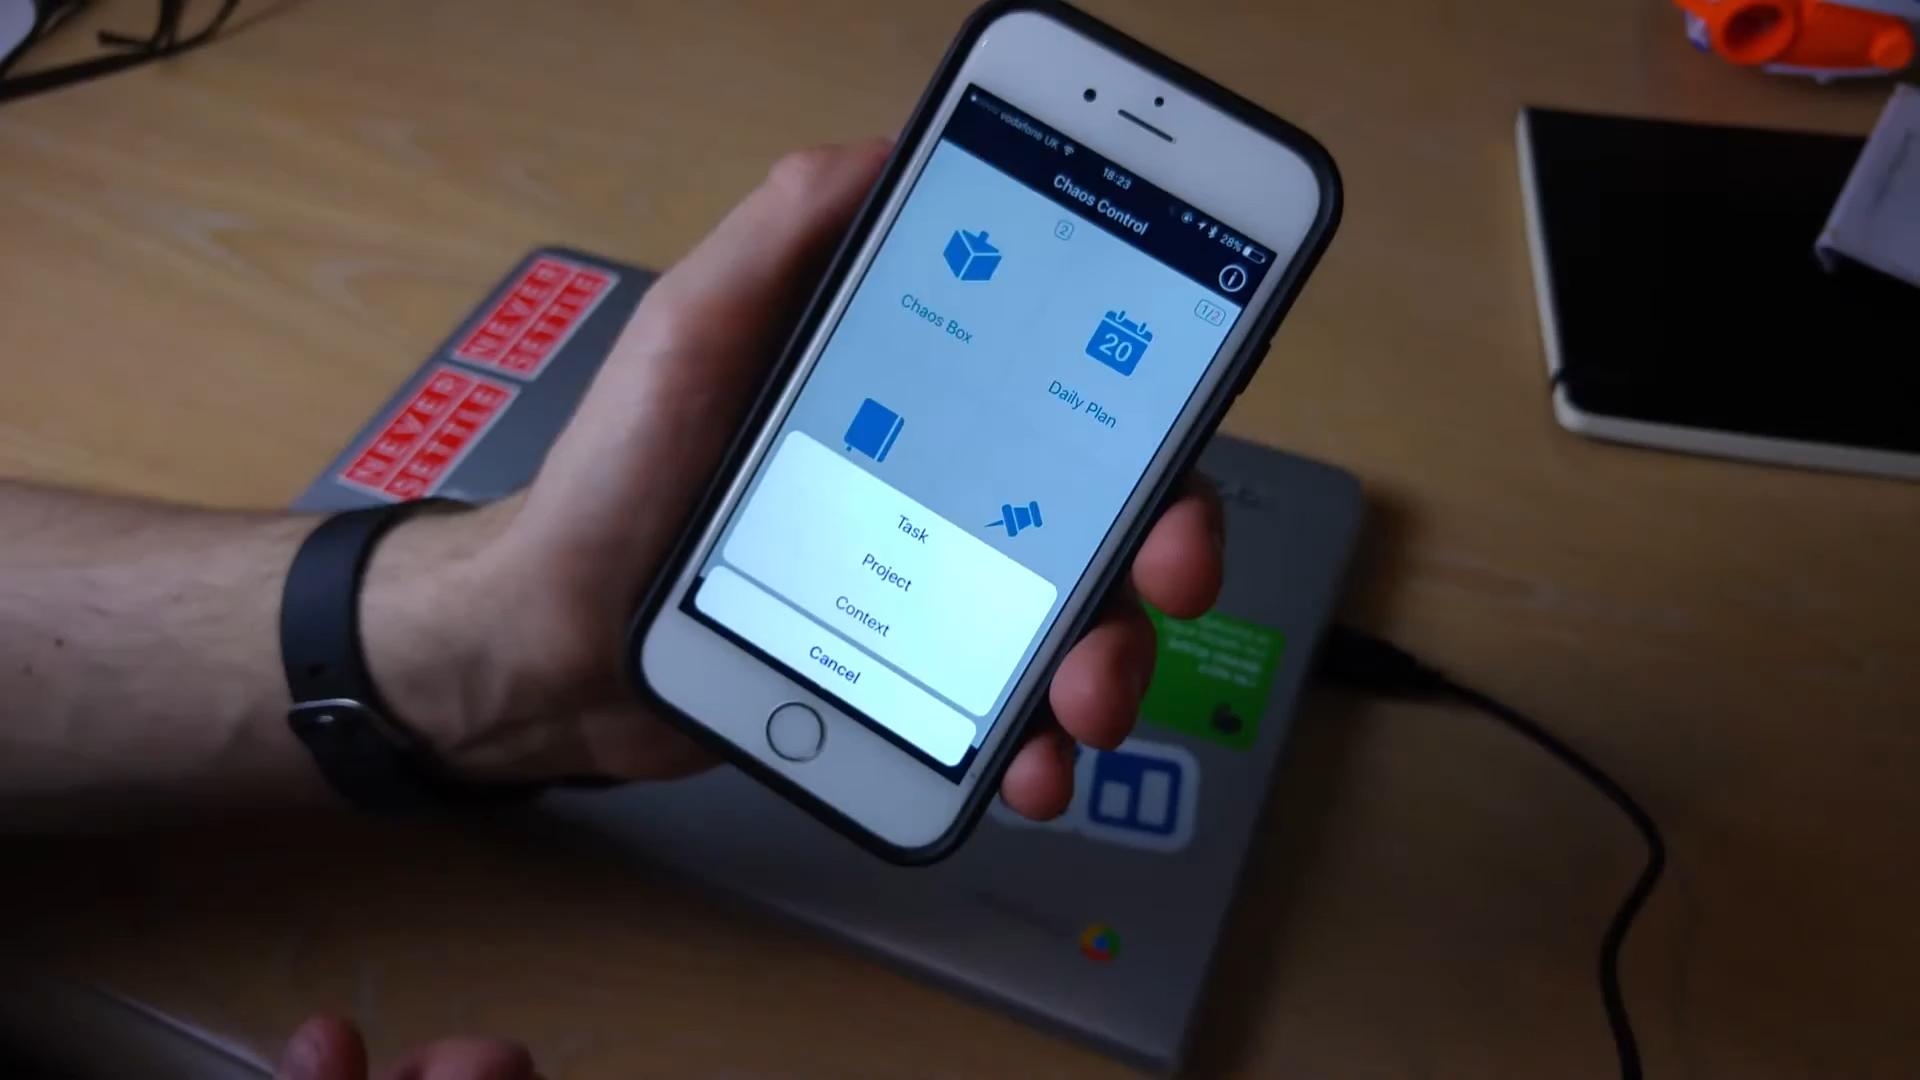 vodafone UK
18:23
28%
Chaos Control
2
1/2
Chaos Box
20
Daily Plan
Task
Project
Context
Cancel
NEVER
SETTLE
NEVER
SETTLE